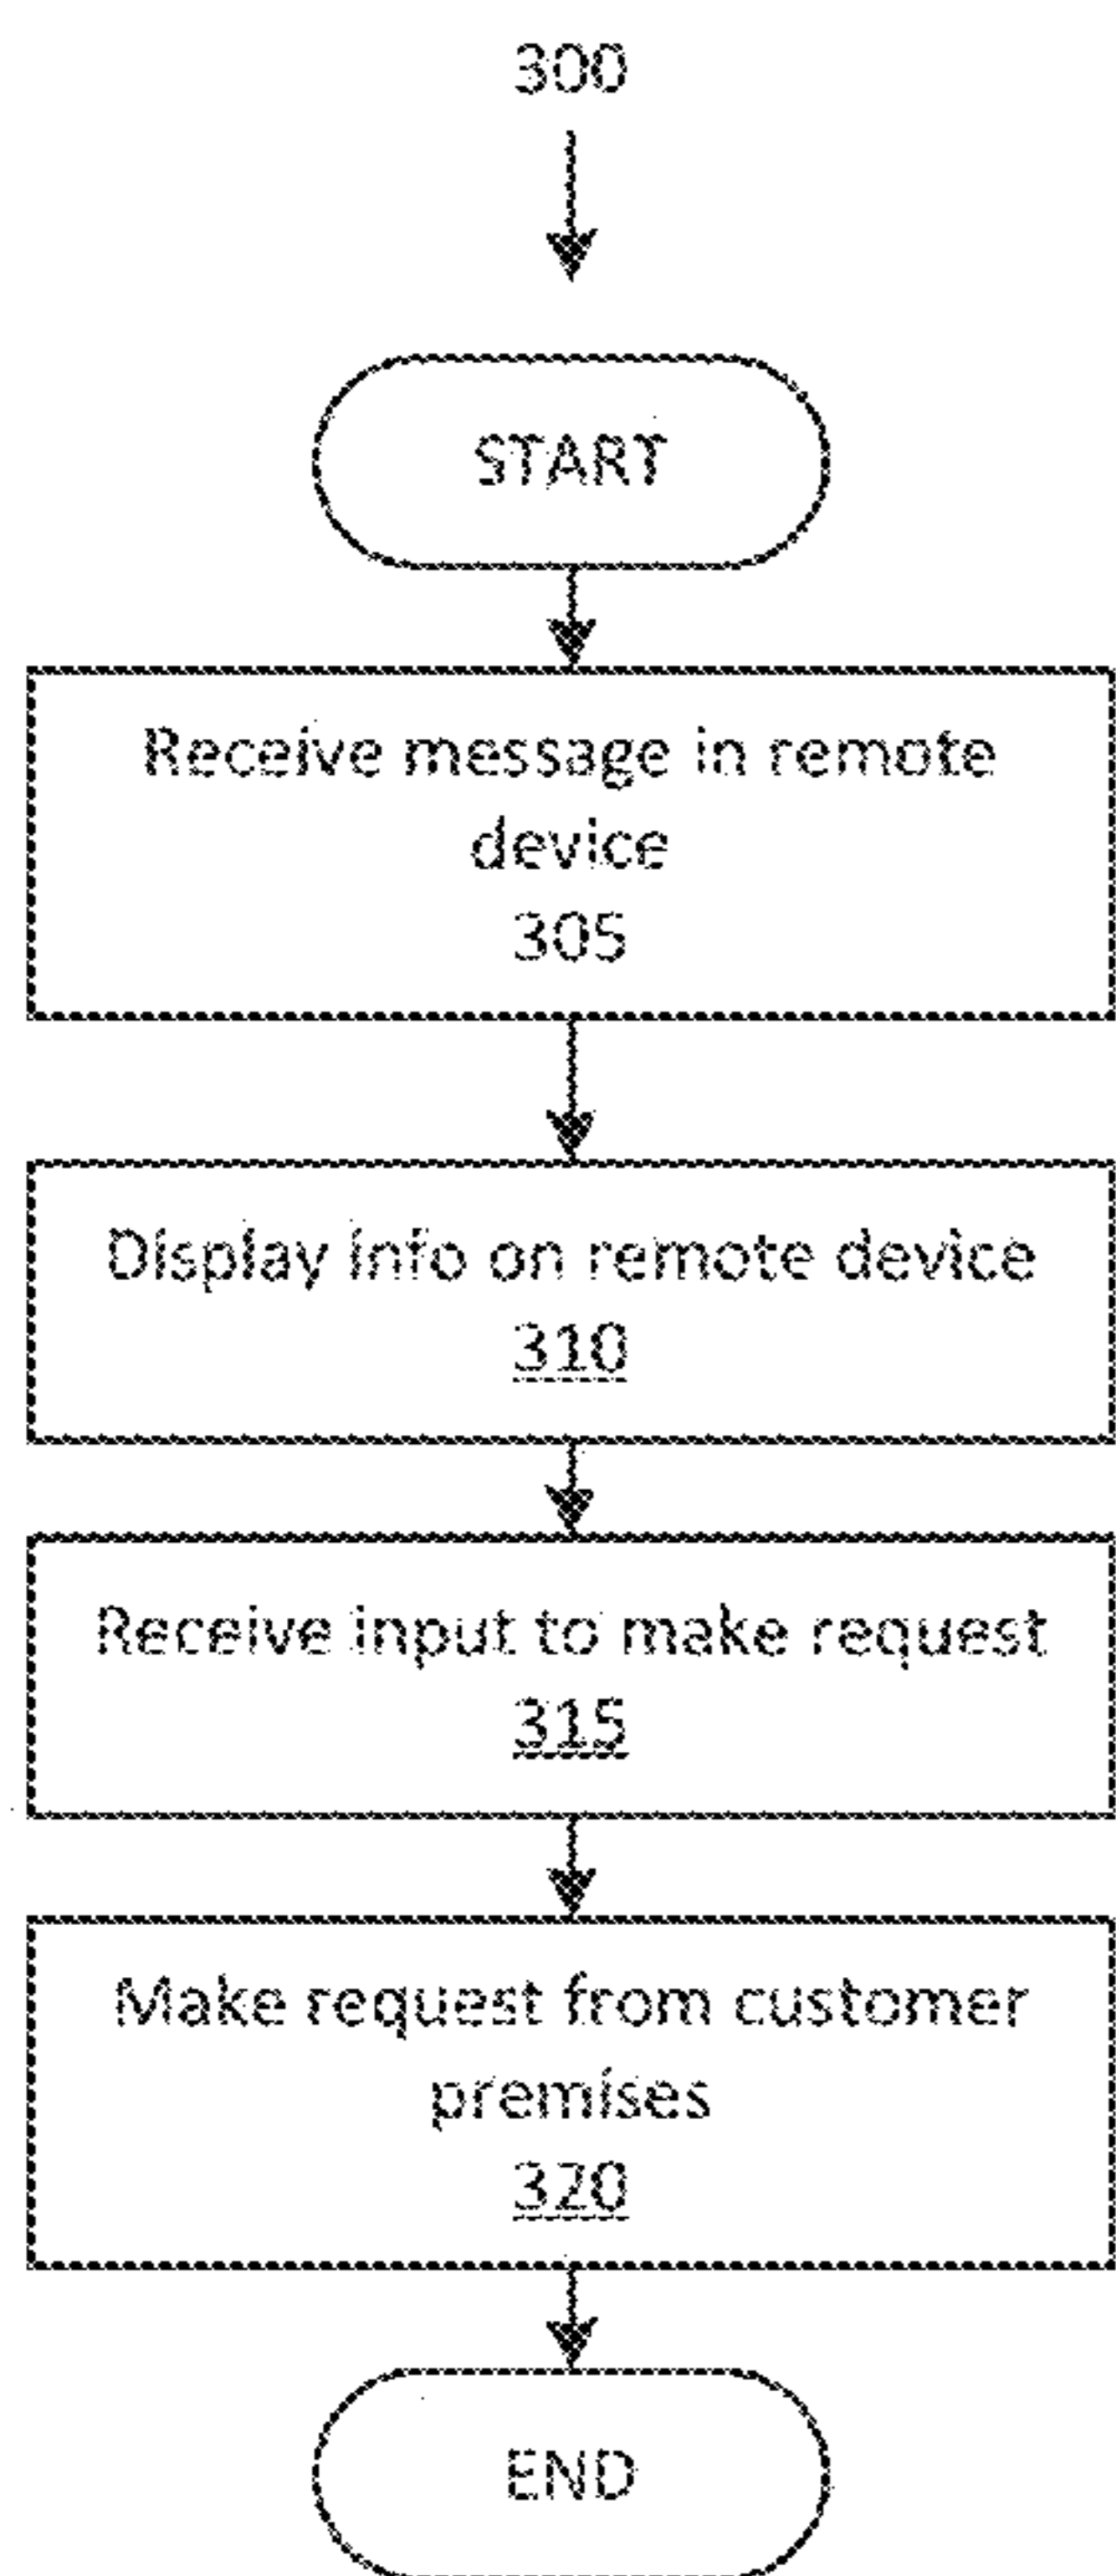 300
START
Receive message in remote
device
305
Display info on remote device
310
Receive input to make request
315
Make request from customer
premises
320
END